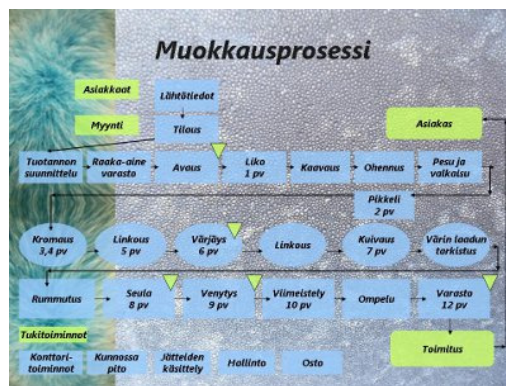 Muokkausprosessi
Asiakkaat
Lähtötiedot
Myynti
Tilaus
Asiakas
Tuotannon
suunnittelu
Raaka-aine
varasto
Avaus
Liko
1 pv
Kaavaus
Ohennus
Pesu ja
valkaisu
Pikkeli
2 pv
Kromaus
3,4 pv
Linkous
5 pv
Värjäys
6 pv
Linkous
Kuivaus
7 pv
Värin laadun
tarkistus
Rummutus
Seula
8 pv
Venytys
9 pv
Viimeistely
10 pv
Ompelu
Varasto
12 pv
Tukitoiminnot
Toimitus
Konttori-
toiminnot
Kunnossa
pito
Jätteiden
käsittely
Hallinto
Osto